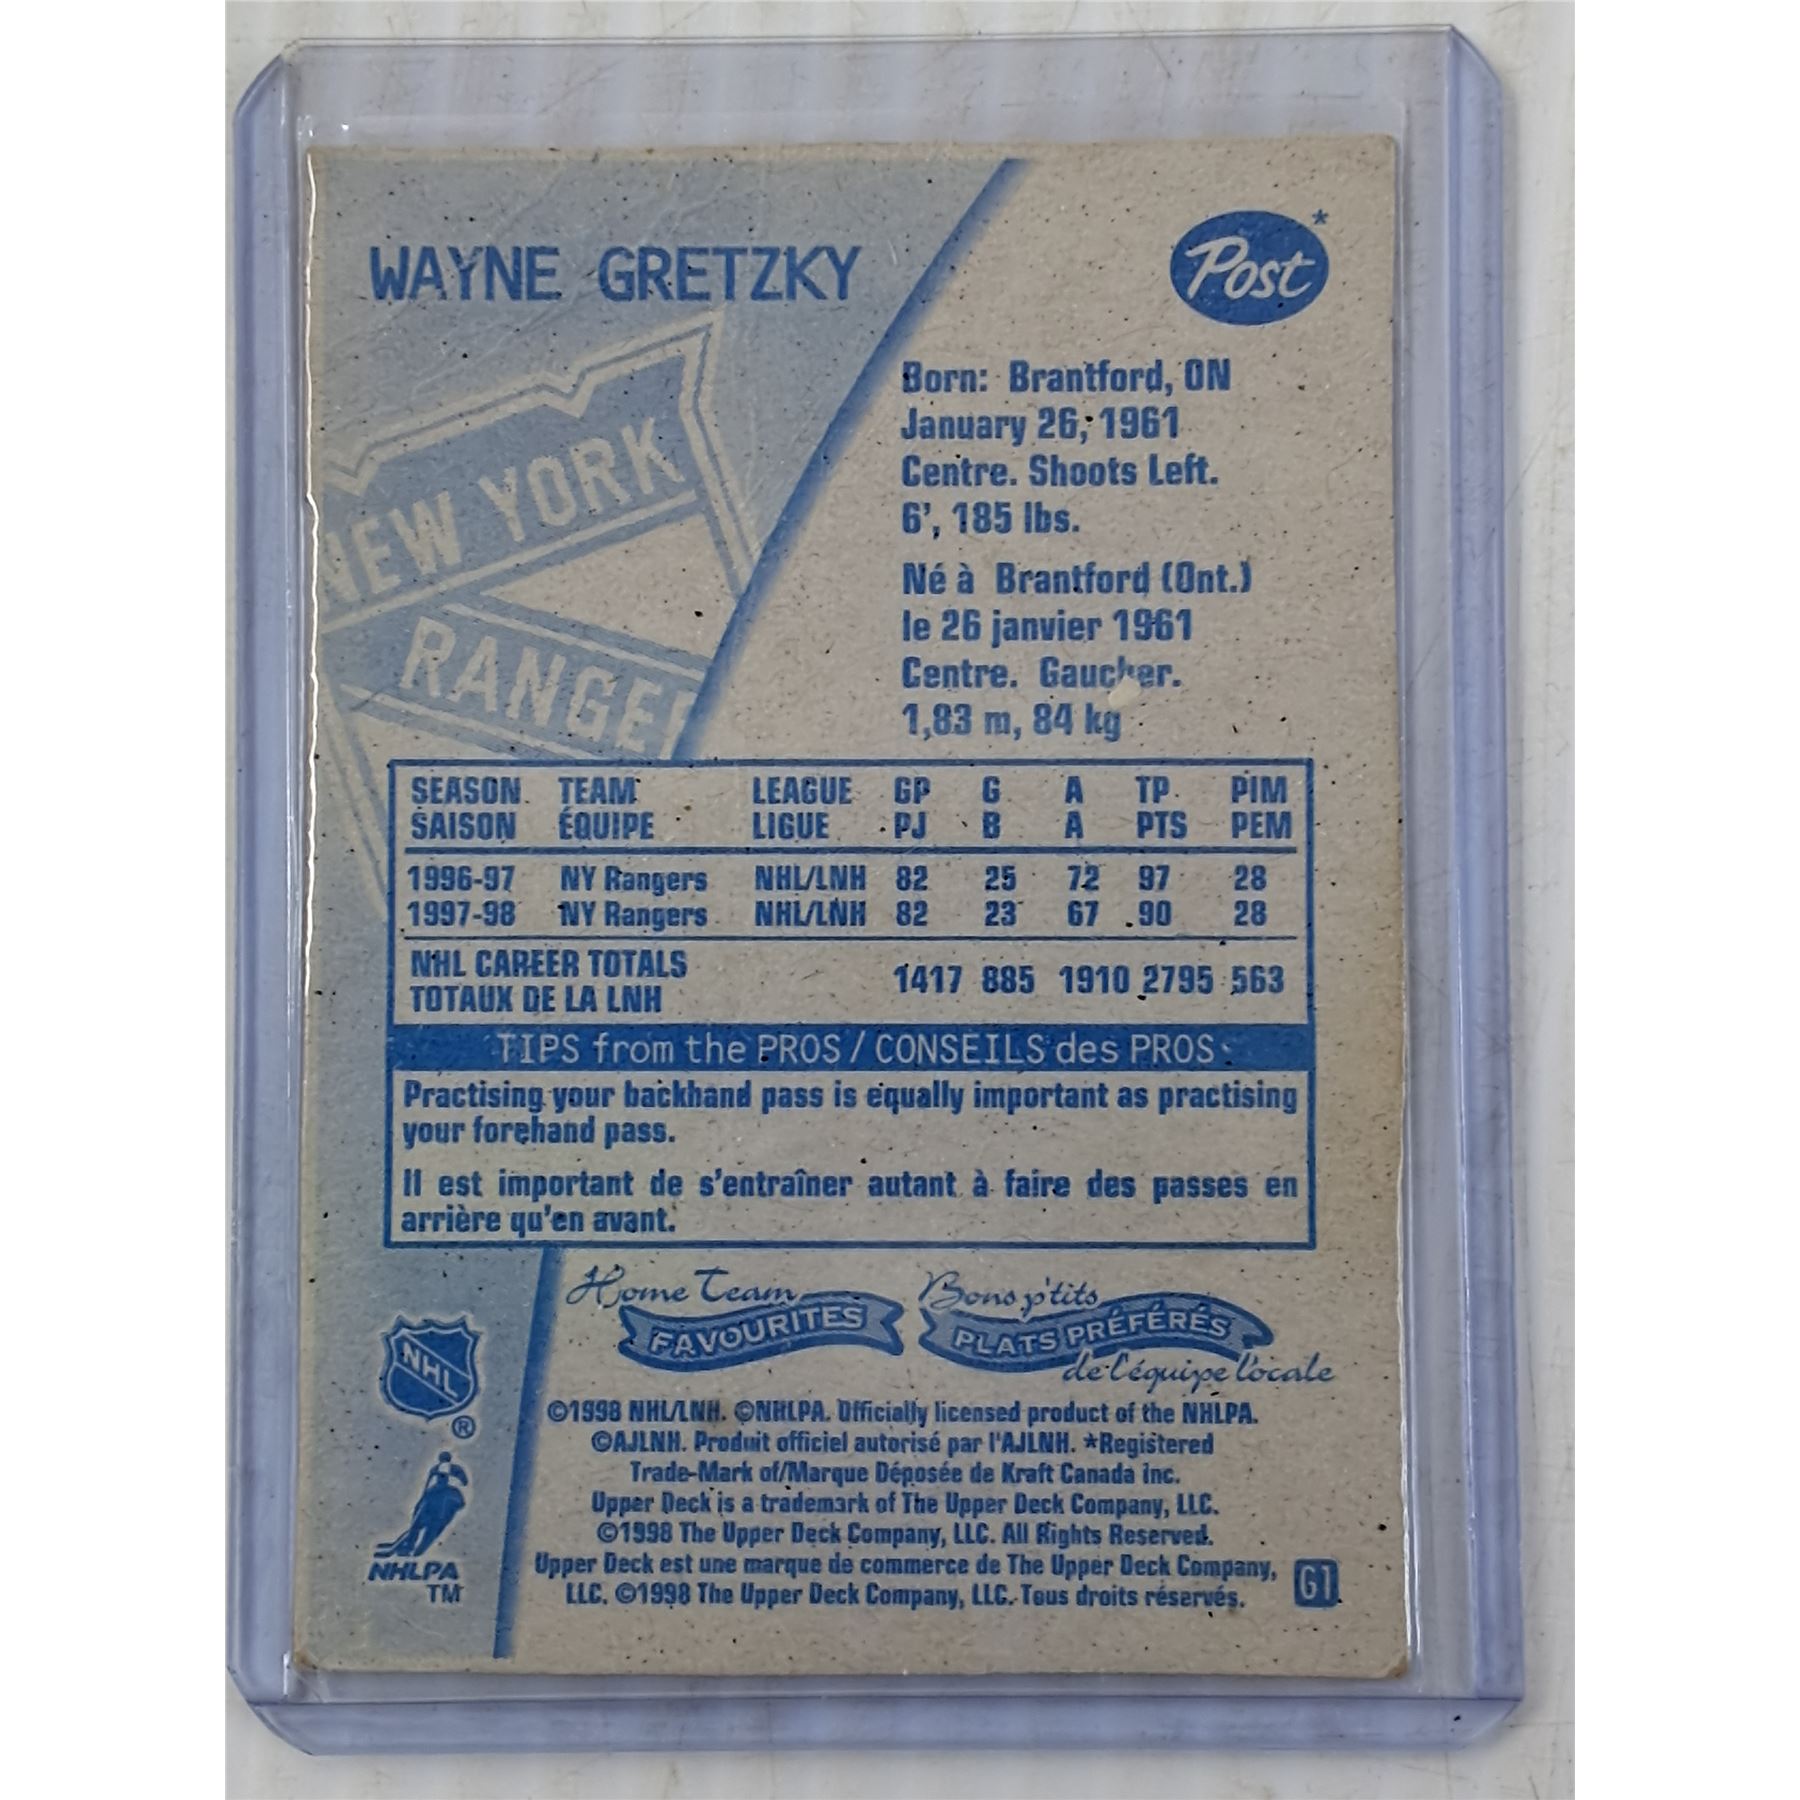 WAYNE GRETZKY
Post*
NEW YORK
RANGER
Born: Brantford, ON
January 26, 1961
Centre. Shoots Left.
6', 185 lbs.
Né à Brantford (Ont.)
le 26 janvier 1961
Centre. Gaucher.
1,83 m, 84 kg
SEASON TEAM LEAGUE GP G A TP PIM
SAISON ÉQUIPE LIGUE PJ B A PTS PEM
1996-97 NY Rangers NHL/LNH 82 25 72 97 28
1997-98 NY Rangers NHL/LNH 82 23 67 90 28
NHL CAREER TOTALS
TOTAUX DE LA LNH
1417 885 1910 2795 563
TIPS from the PROS / CONSEILS des PROS
Practising your backhand pass is equally important as practising
your forehand pass.
Il est important de s'entraîner autant à faire des passes en
arrière qu'en avant.
Home Team
FAVOURITES
Bons p'tits
PLATS PRÉFÉRÉS
de l'équipe locale
NHL
®
NHLPA
TM
©1998 NHL/LNH. ©NHLPA. Officially licensed product of the NHLPA.
©AJLNH. Produit officiel autorisé par l'AJLNH. *Registered
Trade-Mark of/Marque Déposée de Kraft Canada Inc.
Upper Deck is a trademark of The Upper Deck Company, LLC.
©1998 The Upper Deck Company, LLC. All Rights Reserved.
Upper Deck est une marque de commerce de The Upper Deck Company,
LLC. ©1998 The Upper Deck Company, LLC. Tous droits réservés.
G1